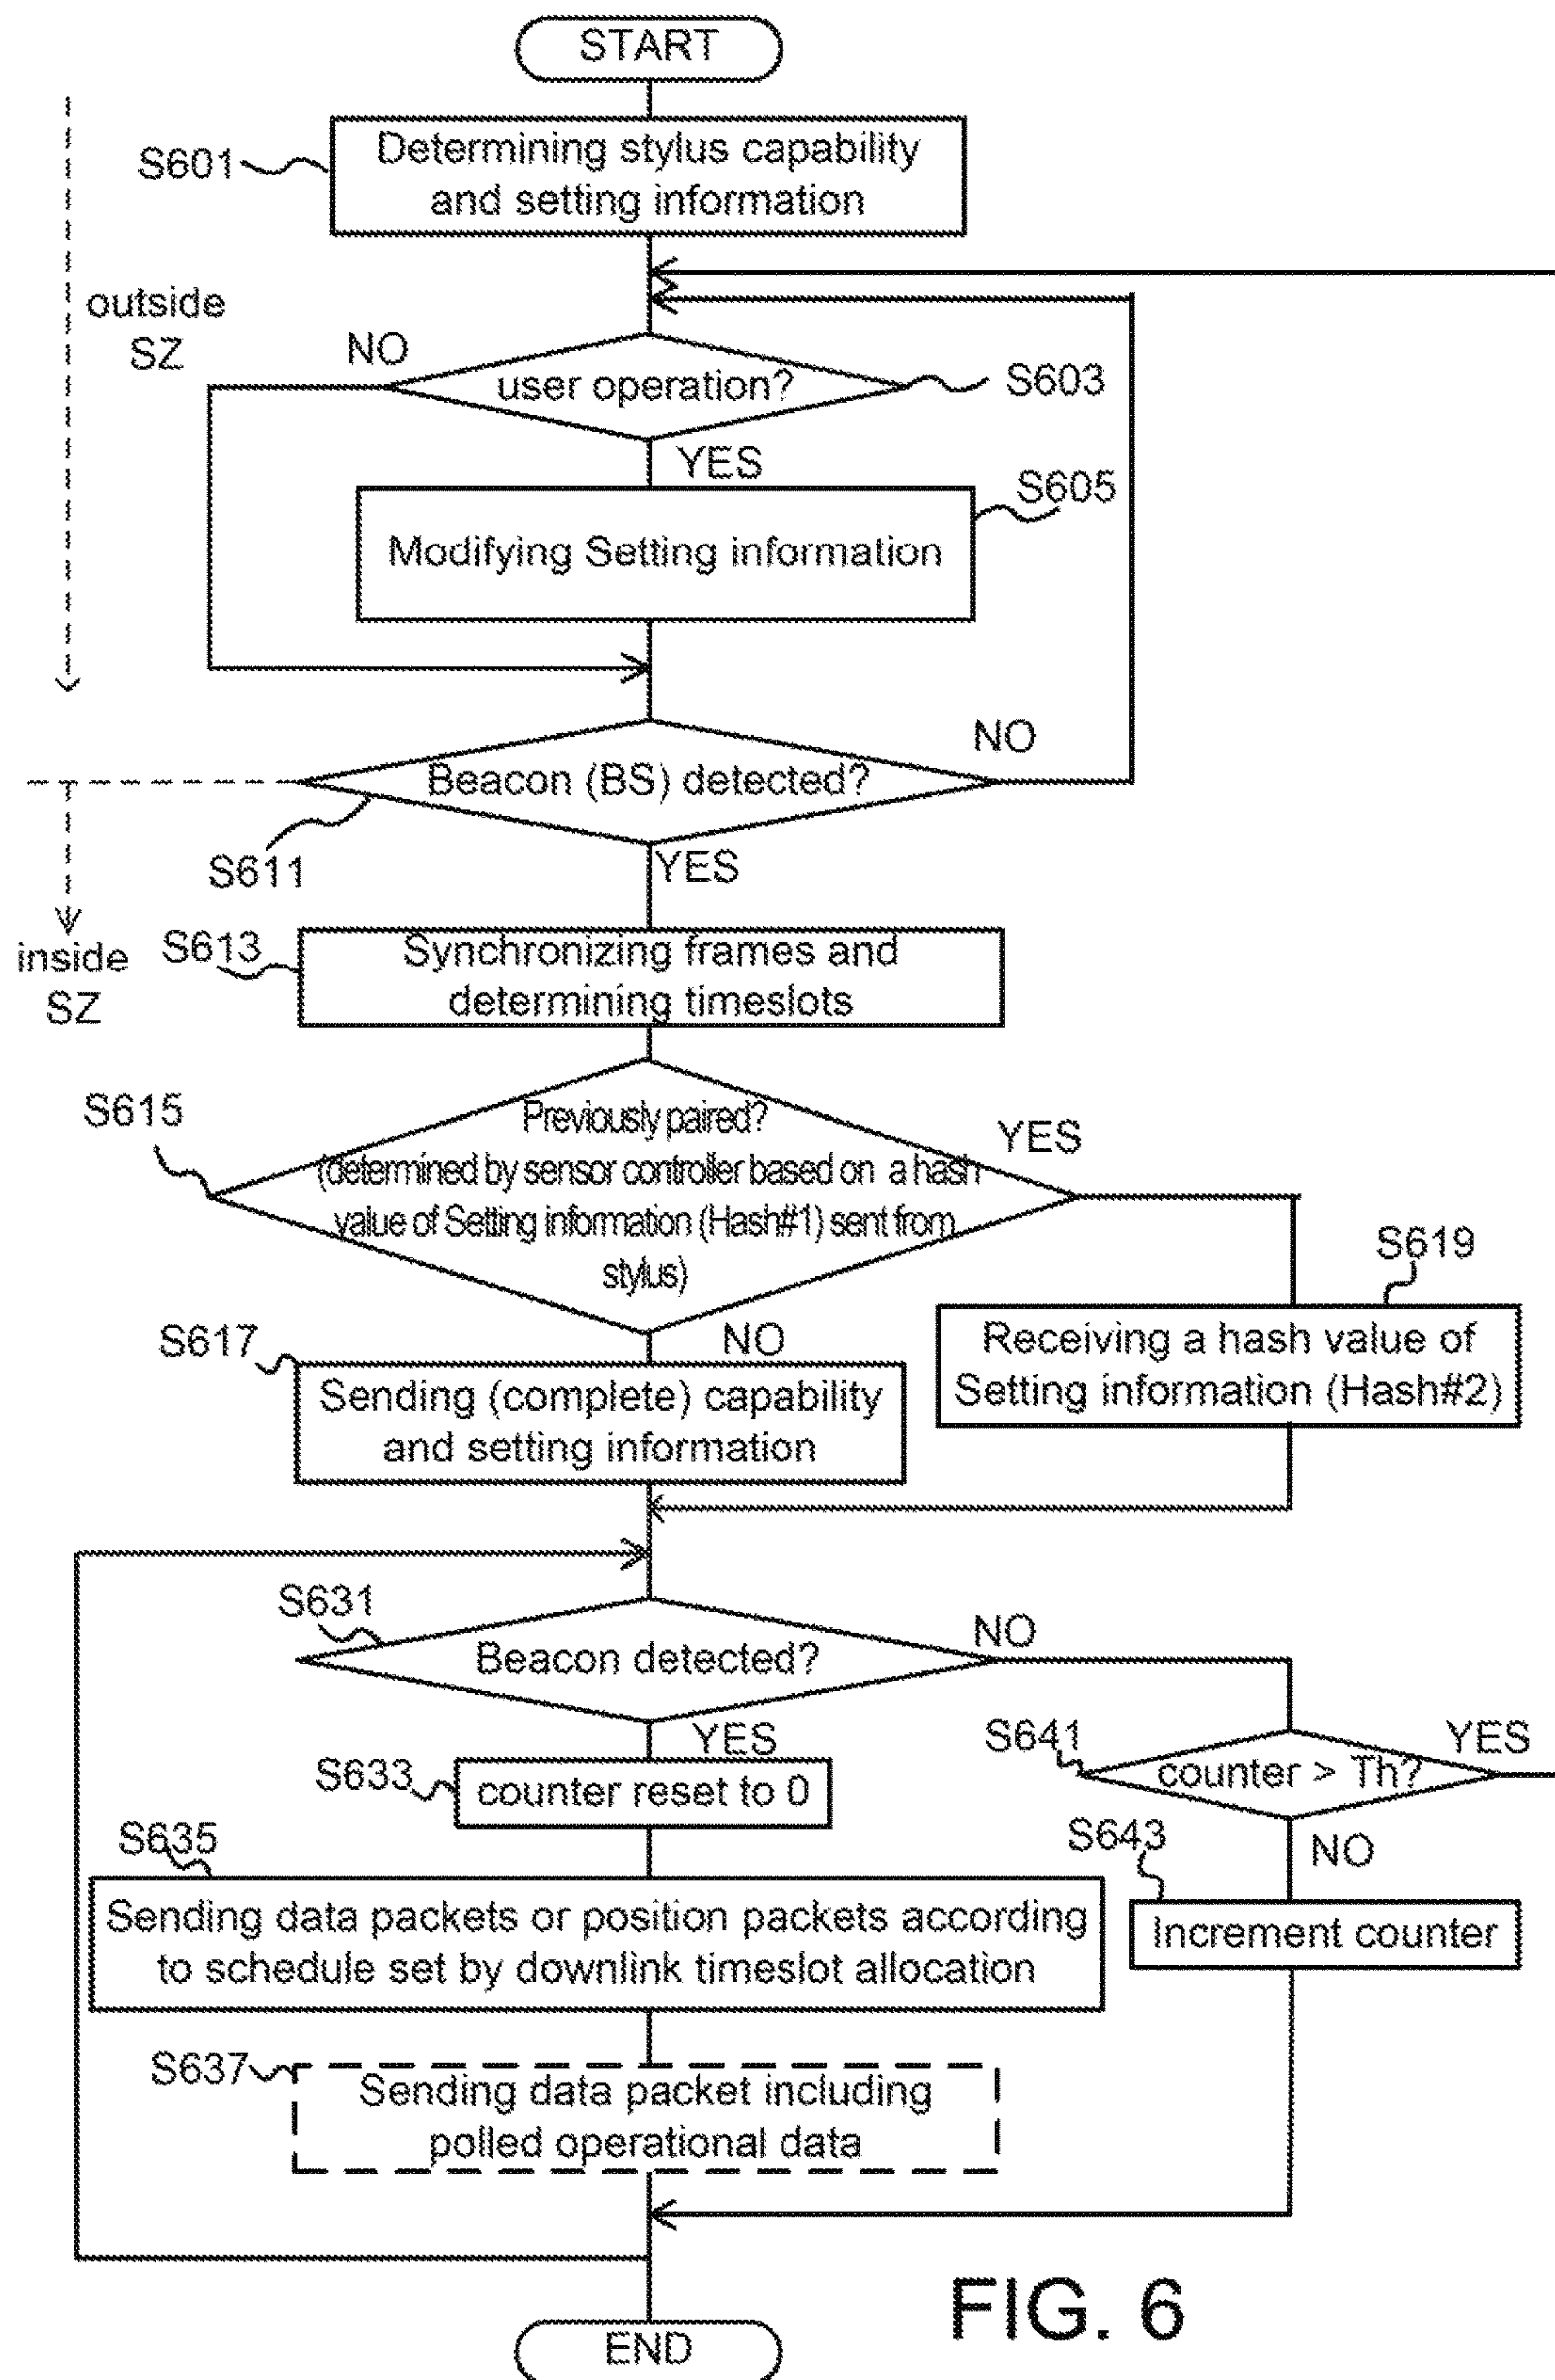 START
S601
Determining stylus capability
and setting information
outside
SZ
NO
user operation?
S603
YES
S605
Modifying Setting information
NO
Beacon (BS) detected?
S611
YES
inside
SZ
S613
Synchronizing frames and
determining timeslots
S615
Previously paired?
(determined by sensor controller based on a hash
value of Setting information (Hash#1) sent from
stylus)
YES
S619
Receiving a hash value of
Setting information (Hash#2)
S617
NO
Sending (complete) capability
and setting information
S631
Beacon detected?
NO
YES
S641
counter > Th?
YES
S633
counter reset to 0
S643
NO
Increment counter
S635
Sending data packets or position packets according
to schedule set by downlink timeslot allocation
S637
Sending data packet including
polled operational data
END
FIG. 6